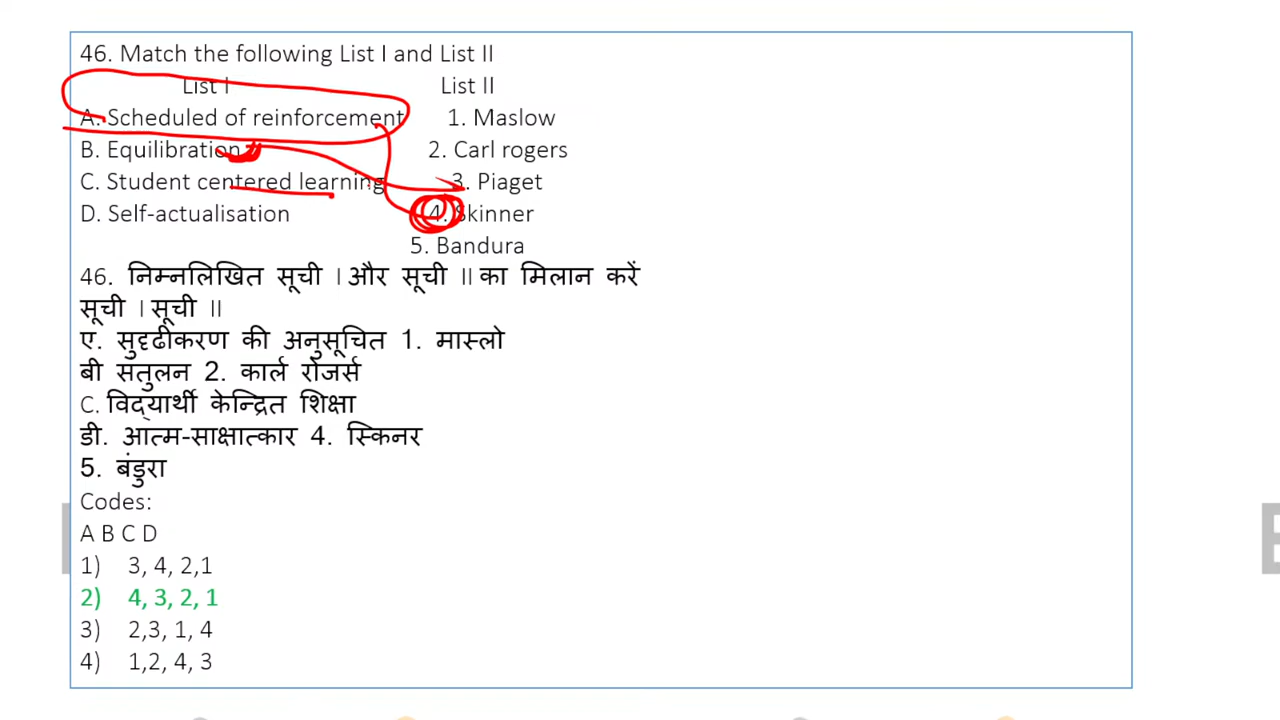 46. Match the following List I and List II
List I List II
A. Scheduled of reinforcement 1. Maslow
B. Equilibration 2. Carl rogers
C. Student centered learning 3. Piaget
D. Self-actualisation 4. Skinner
5. Bandura
46. निम्नलिखित सूची I और सूची II का मिलान करें
सूची I सूची II
ए. सुदृढीकरण की अनुसूचित 1. मास्लो
बी संतुलन 2. कार्ल रोजर्स
C. विद्यार्थी केन्द्रित शिक्षा
डी. आत्म-साक्षात्कार 4. स्किनर
5. बंडुरा
Codes:
A B C D
1) 3, 4, 2,1
2) 4, 3, 2, 1
3) 2,3, 1, 4
4) 1,2, 4, 3